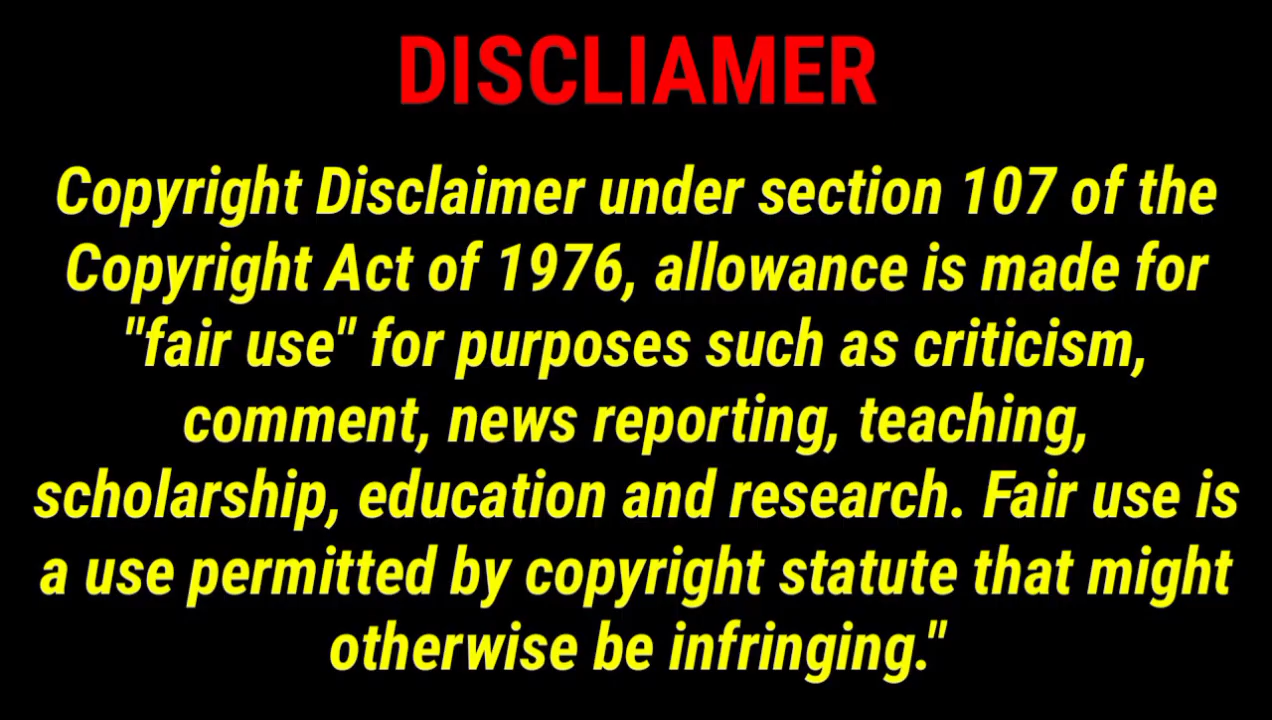 DISCLIAMER
Copyright Disclaimer under section 107 of the
Copyright Act of 1976, allowance is made for
"fair use" for purposes such as criticism,
comment, news reporting, teaching,
scholarship, education and research. Fair use is
a use permitted by copyright statute that might
otherwise be infringing."